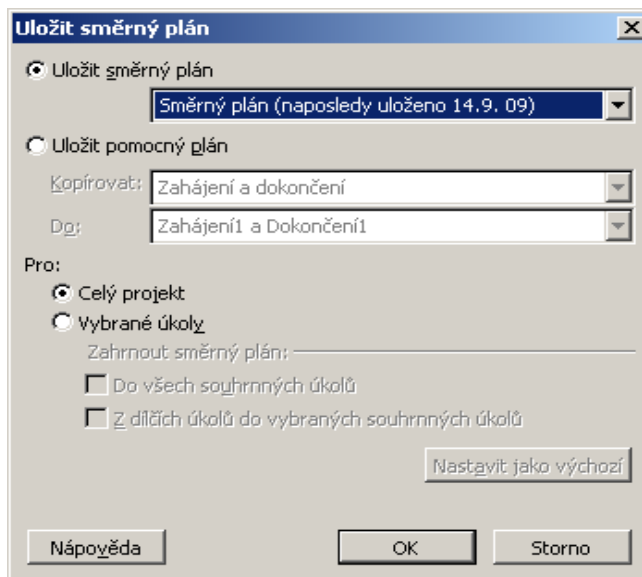 Uložit směrný plán
Uložit směrný plán
Směrný plán (naposledy uloženo 14.9. 09)
Uložit pomocný plán
Kopírovat: Zahájení a dokončení
Do: Zahájení1 a Dokončení1
Pro:
Celý projekt
Vybrané úkoly
Zahrnout směrný plán:
Do všech souhrnných úkolů
Z dílčích úkolů do vybraných souhrnných úkolů
Nastavit jako výchozí
Nápověda OK Storno